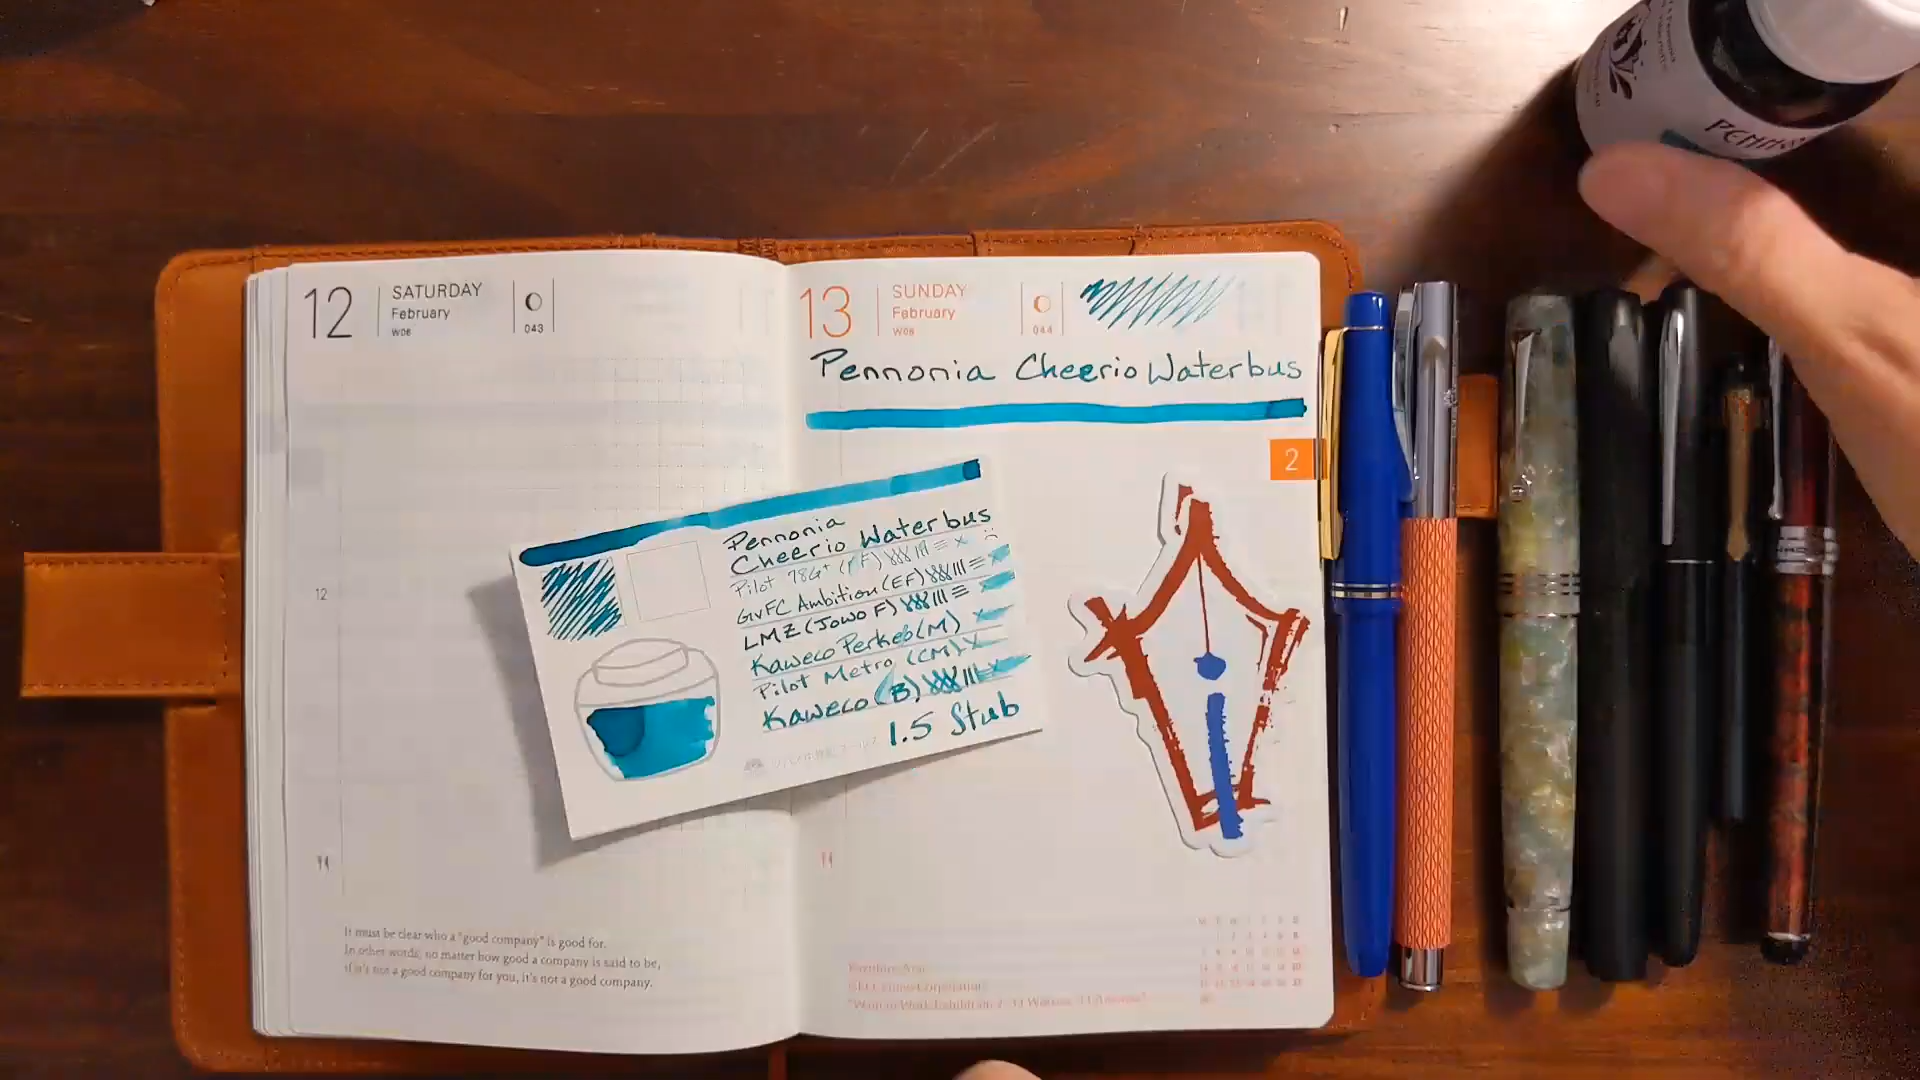 12
SATURDAY
February
W06
043
12
It must be clear who a "good company" is good for.
In other words, no matter how good a company is said to be,
if it's not a good company for you, it's not a good company.
13
SUNDAY
February
W06
044
Pennonia Cheerio Waterbus
2
Pennonia
Cheerio Waterbus
Pilot 78G+ (FF)
GvFC Ambition (EF)
LMZ (Jowo F)
Kaweco Perkeo (M)
Pilot Metro (CM)
Kaweco (B)
1.5 Stub